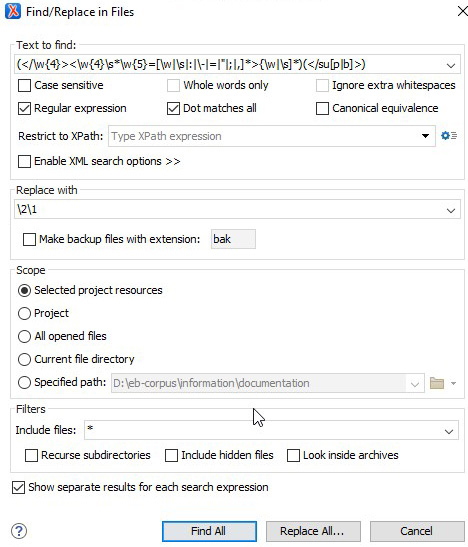 Find/Replace in Files
Text to find:
(</\w{4}><\w{4}\s*\w{5}=[\w|\s|:|\-|=|"|;|,]*>{\w|\s]*)(</su[p|b]>)
Case sensitive
Whole words only
Ignore extra whitespaces
Regular expression
Dot matches all
Canonical equivalence
Restrict to XPath: Type XPath expression
Enable XML search options >>
Replace with
\2\1
Make backup files with extension: bak
Scope
Selected project resources
Project
All opened files
Current file directory
Specified path: D:\eb-corpus\information\documentation
Filters
Include files: *
Recurse subdirectories
Include hidden files
Look inside archives
Show separate results for each search expression
? Find All Replace All... Cancel